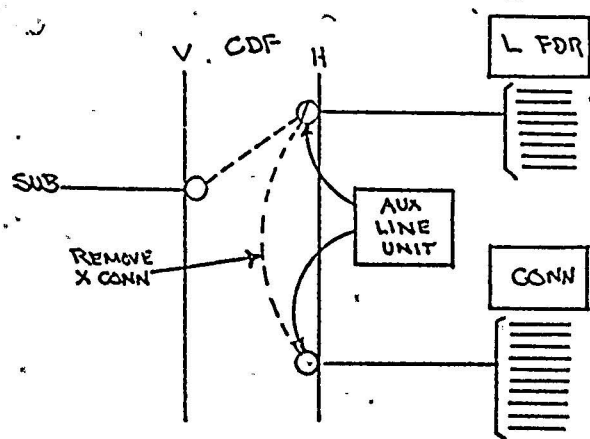 V CDF H
L FDR
SUB
AUX
LINE
UNIT
REMOVE
X CONN
CONN